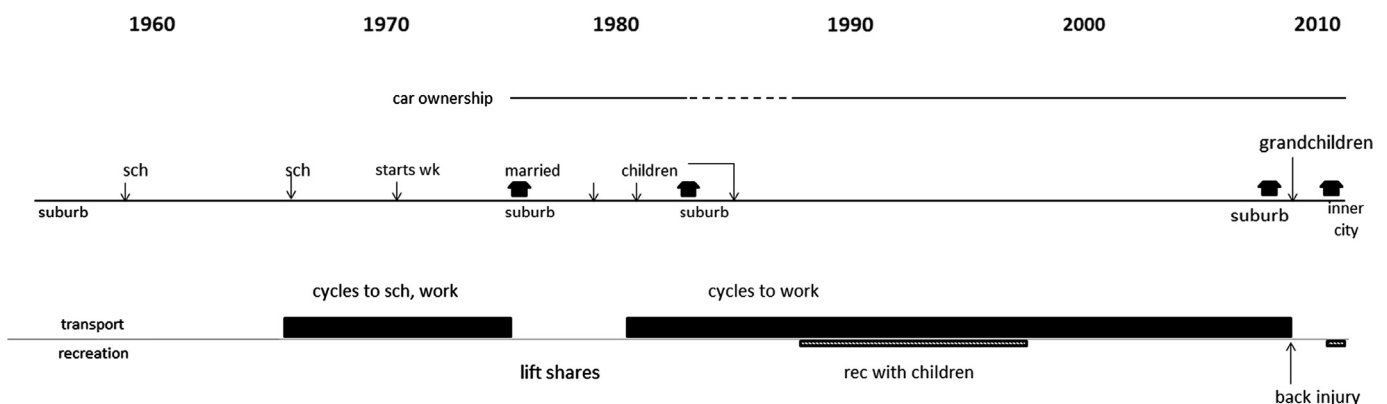 1960 1970 1980 1990 2000 2010
car ownership
grandchildren
sch sch starts wk married children
suburb suburb suburb suburb inner
city
cycles to sch, work cycles to work
transport
recreation
lift shares rec with children
back injury